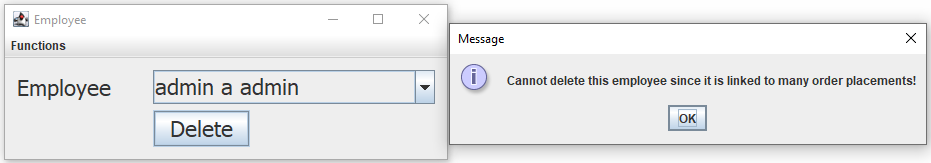 Employee
Functions
Employee
admin a admin
Delete
Message
Cannot delete this employee since it is linked to many order placements!
OK